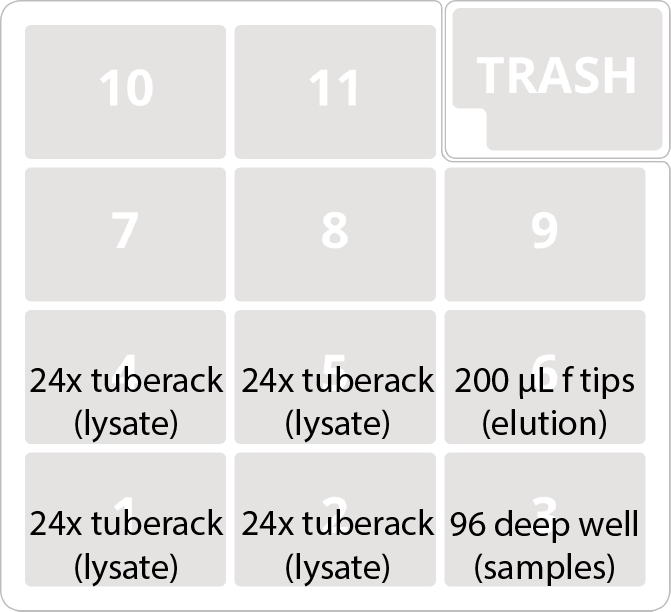 10 11 TRASH
7 8 9
4 5 6
24x tuberack 24x tuberack 200 µL f tips
(lysate) (lysate) (elution)
1 2 3
24x tuberack 24x tuberack 96 deep well
(lysate) (lysate) (samples)